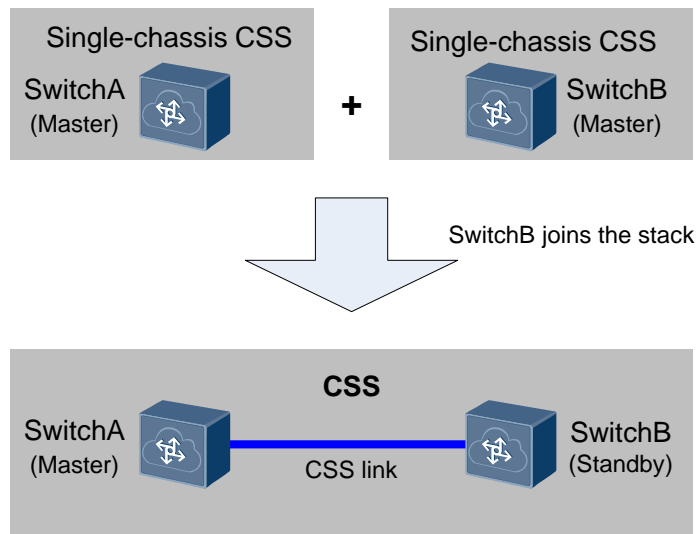 Single-chassis CSS
SwitchA
(Master)
+
Single-chassis CSS
SwitchB
(Master)
SwitchB joins the stack
CSS
SwitchA
(Master)
CSS link
SwitchB
(Standby)